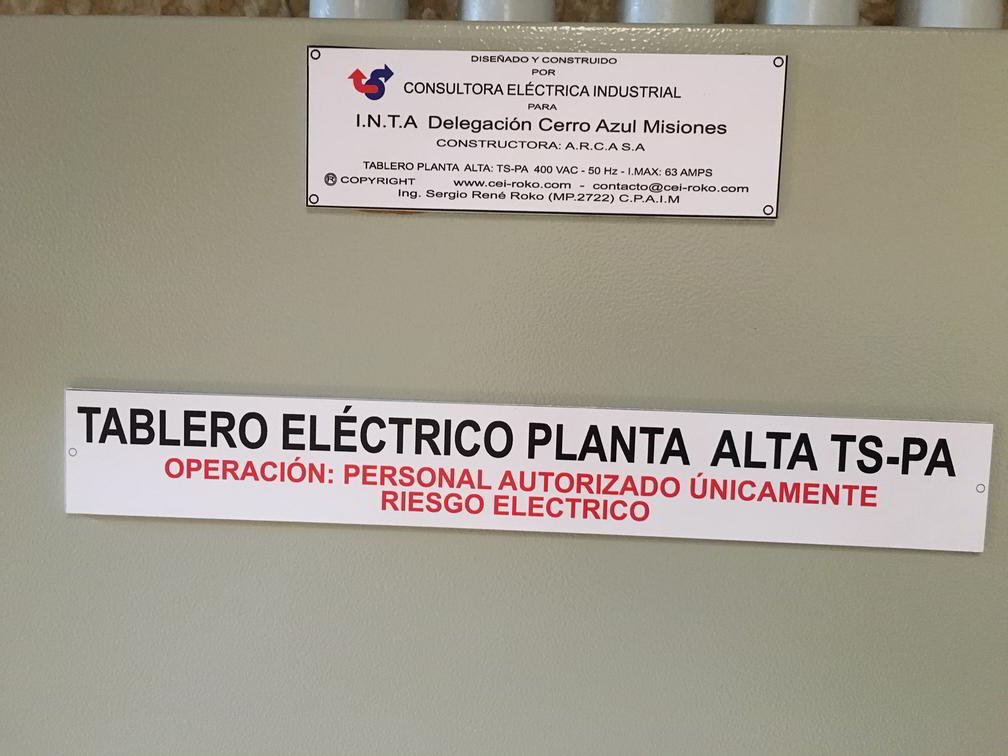 DISEÑADO Y CONSTRUIDO
POR
CONSULTORA ELÉCTRICA INDUSTRIAL
PARA
I.N.T.A Delegación Cerro Azul Misiones
CONSTRUCTORA: A.R.C.A S.A
TABLERO PLANTA ALTA: TS-PA 400 VAC - 50 Hz - I.MAX: 63 AMPS
® COPYRIGHT www.cei-roko.com - contacto@cei-roko.com
Ing. Sergio René Roko (MP.2722) C.P.A.I.M
TABLERO ELÉCTRICO PLANTA ALTA TS-PA
OPERACIÓN: PERSONAL AUTORIZADO ÚNICAMENTE
RIESGO ELECTRICO